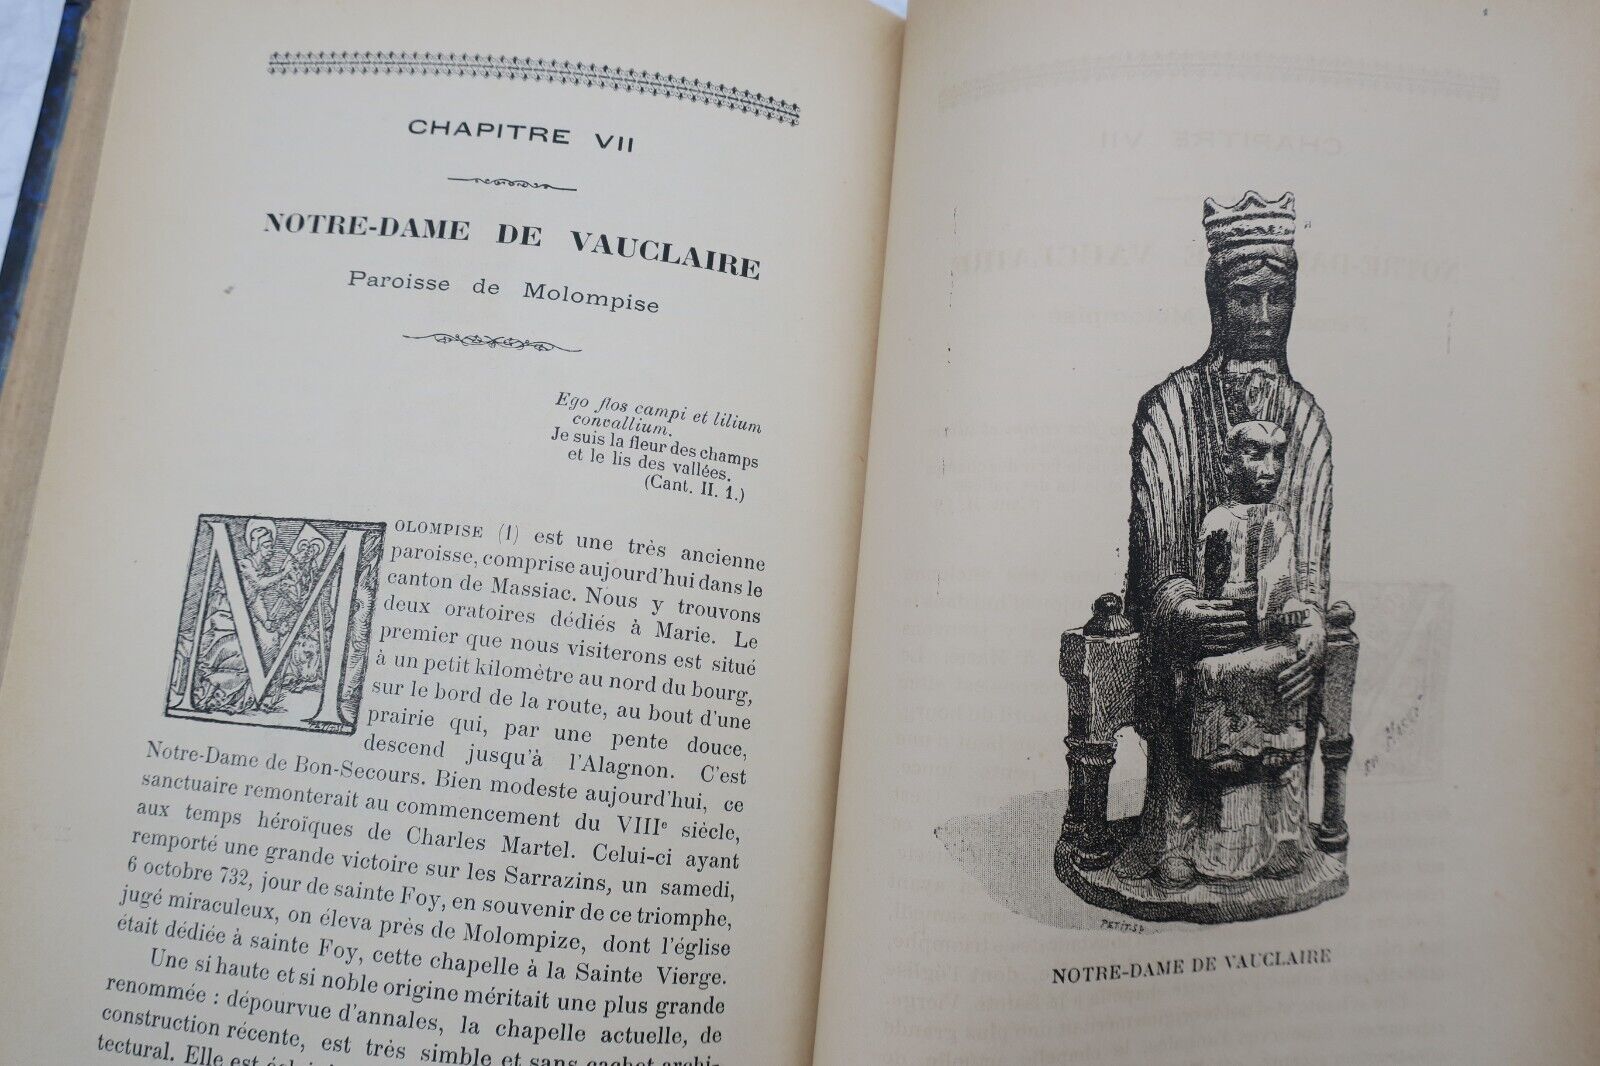 CHAPITRE VII
NOTRE-DAME DE VAUCLAIRE
Paroisse de Molompise
Ego flos campi et lilium
convallium.
Je suis la fleur des champs
et le lis des vallées.
(Cant. II. 1.)
MOLOMPISE (1) est une très ancienne
paroisse, comprise aujourd'hui dans le
canton de Massiac. Nous y trouvons
deux oratoires dédiés à Marie. Le
premier que nous visiterons est situé
à un petit kilomètre au nord du bourg,
sur le bord de la route, au bout d'une
prairie qui, par une pente douce,
descend jusqu'à l'Alagnon. C'est
Notre-Dame de Bon-Secours. Bien modeste aujourd'hui, ce
sanctuaire remonterait au commencement du VIIIe siècle,
aux temps héroïques de Charles Martel. Celui-ci ayant
remporté une grande victoire sur les Sarrazins, un samedi,
6 octobre 732, jour de sainte Foy, en souvenir de ce triomphe,
jugé miraculeux, on éleva près de Molompize, dont l'église
était dédiée à sainte Foy, cette chapelle à la Sainte Vierge.
Une si haute et si noble origine méritait une plus grande
renommée : dépourvue d'annales, la chapelle actuelle, de
construction récente, est très simple et sans cachet archi-
tectural. Elle est
PETIT.SC
NOTRE-DAME DE VAUCLAIRE